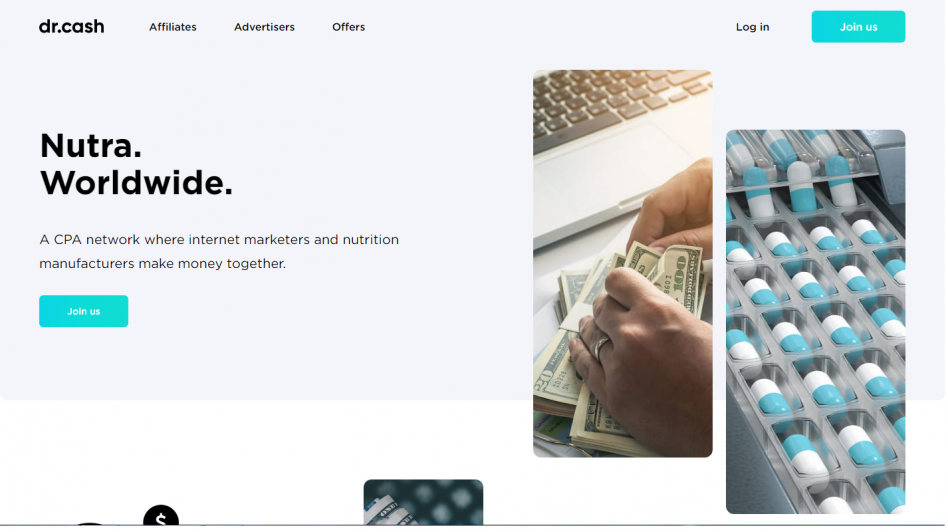 dr.cash
Affiliates
Advertisers
Offers
Log in
Join us
Nutra.
Worldwide.
A CPA network where internet marketers and nutrition
manufacturers make money together.
Join us
100
$